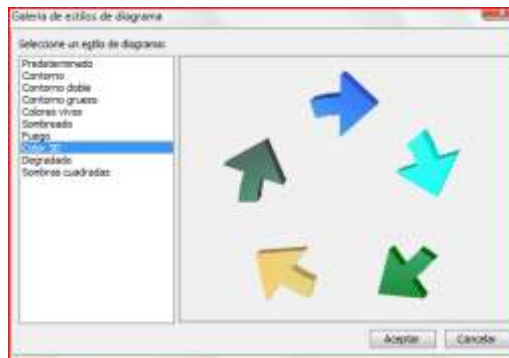 Galería de estilos de diagrama
Seleccione un estilo de diagrama:
Predeterminado
Contorno
Contorno doble
Contorno grueso
Colores vivos
Sombreado
Fuego
Color 3D
Degradado
Sombras cuadradas
Aceptar
Cancelar